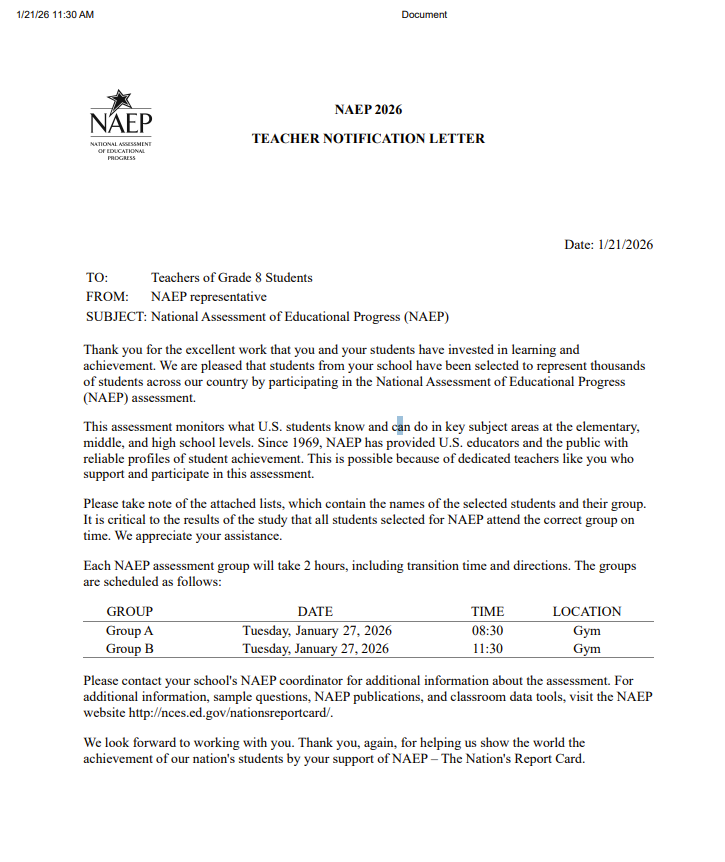 1/21/26 11:30 AM Document
NAEP
NATIONAL ASSESSMENT
OF EDUCATIONAL
PROGRESS
NAEP 2026
TEACHER NOTIFICATION LETTER
Date: 1/21/2026
TO: Teachers of Grade 8 Students
FROM: NAEP representative
SUBJECT: National Assessment of Educational Progress (NAEP)
Thank you for the excellent work that you and your students have invested in learning and
achievement. We are pleased that students from your school have been selected to represent thousands
of students across our country by participating in the National Assessment of Educational Progress
(NAEP) assessment.
This assessment monitors what U.S. students know and can do in key subject areas at the elementary,
middle, and high school levels. Since 1969, NAEP has provided U.S. educators and the public with
reliable profiles of student achievement. This is possible because of dedicated teachers like you who
support and participate in this assessment.
Please take note of the attached lists, which contain the names of the selected students and their group.
It is critical to the results of the study that all students selected for NAEP attend the correct group on
time. We appreciate your assistance.
Each NAEP assessment group will take 2 hours, including transition time and directions. The groups
are scheduled as follows:
GROUP DATE TIME LOCATION
Group A Tuesday, January 27, 2026 08:30 Gym
Group B Tuesday, January 27, 2026 11:30 Gym
Please contact your school's NAEP coordinator for additional information about the assessment. For
additional information, sample questions, NAEP publications, and classroom data tools, visit the NAEP
website http://nces.ed.gov/nationsreportcard/.
We look forward to working with you. Thank you, again, for helping us show the world the
achievement of our nation's students by your support of NAEP – The Nation's Report Card.